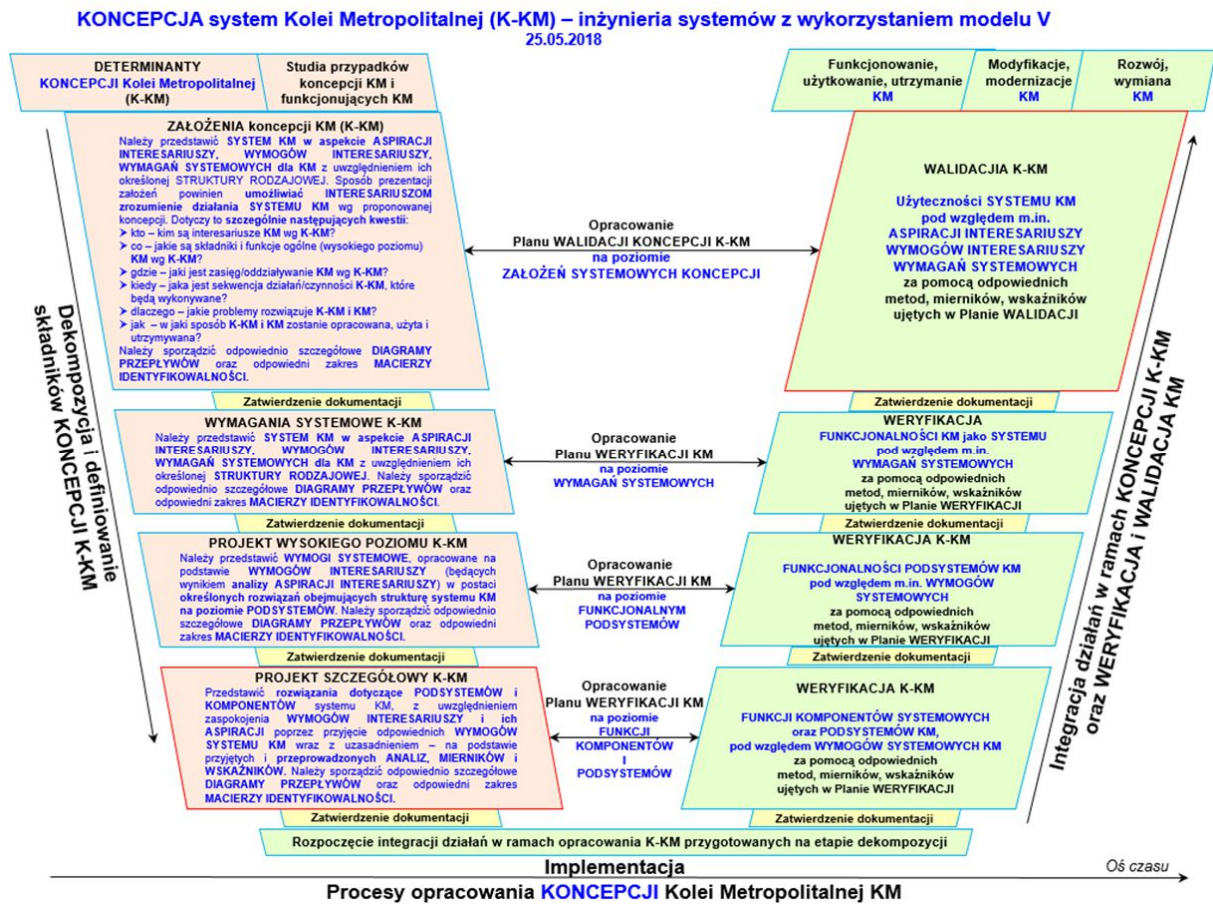 KONCEPCJA system Kolei Metropolitalnej (K-KM) – inżynieria systemów z wykorzystaniem modelu V
25.05.2018
DETERMINANTY
KONCEPCJI Kolei Metropolitalnej
(K-KM)
Studia przypadków
koncepcji KM i
funkcjonujących KM
Funkcjonowanie,
użytkowanie, utrzymanie
KM
Modyfikacje,
modernizacje
KM
Rozwój,
wymiana
KM
ZAŁOŻENIA koncepcji KM (K-KM)
Należy przedstawić SYSTEM KM w aspekcie ASPIRACJI
INTERESARIUSZY, WYMOGÓW INTERESARIUSZY,
WYMAGAŃ SYSTEMOWYCH dla KM z uwzględnieniem ich
określonej STRUKTURY RODZAJOWEJ. Sposób prezentacji
założeń powinien umożliwiać INTERESARIUSZOM
zrozumienie działania SYSTEMU KM wg proponowanej
koncepcji. Dotyczy to szczególnie następujących kwestii:
➤ kto – kim są interesariusze KM wg K-KM?
➤ co – jakie są składniki i funkcje ogólne (wysokiego poziomu)
KM wg K-KM?
➤ gdzie – jaki jest zasięg/oddziaływanie KM wg K-KM?
➤ kiedy – jaka jest sekwencja działań/czynności K-KM, które
będą wykonywane?
➤ dlaczego – jakie problemy rozwiązuje K-KM i KM?
➤ jak – w jaki sposób K-KM i KM zostanie opracowana, użyta i
utrzymywana?
Należy sporządzić odpowiednio szczegółowe DIAGRAMY
PRZEPŁYWÓW oraz odpowiedni zakres MACIERZY
IDENTYFIKOWALNOŚCI.
Opracowanie
Planu WALIDACJI KONCEPCJI K-KM
na poziomie
ZAŁOŻEŃ SYSTEMOWYCH KONCEPCJI
WALIDACJIA K-KM
Użyteczności SYSTEMU KM
pod względem m.in.
ASPIRACJI INTERESARIUSZY
WYMOGÓW INTERESARIUSZY
WYMAGAŃ SYSTEMOWYCH
za pomocą odpowiednich
metod, mierników, wskaźników
ujętych w Planie WALIDACJI
Dekompozycja i definiowanie
składników KONCEPCJI K-KM
Integracja działań w ramach KONCEPCJI K-KM
oraz WERYFIKACJA i WALIDACJA KM
Zatwierdzenie dokumentacji
Zatwierdzenie dokumentacji
WYMAGANIA SYSTEMOWE K-KM
Należy przedstawić SYSTEM KM w aspekcie ASPIRACJI
INTERESARIUSZY, WYMOGÓW INTERESARIUSZY,
WYMAGAŃ SYSTEMOWYCH dla KM z uwzględnieniem ich
określonej STRUKTURY RODZAJOWEJ. Należy sporządzić
odpowiednio szczegółowe DIAGRAMY PRZEPŁYWÓW oraz
odpowiedni zakres MACIERZY IDENTYFIKOWALNOŚCI.
Opracowanie
Planu WERYFIKACJI KM
na poziomie
WYMAGAŃ SYSTEMOWYCH
WERYFIKACJA
FUNKCJONALNOŚCI KM jako SYSTEMU
pod względem m.in.
WYMAGAŃ SYSTEMOWYCH
za pomocą odpowiednich
metod, mierników, wskaźników
ujętych w Planie WERYFIKACJI
Zatwierdzenie dokumentacji
Zatwierdzenie dokumentacji
PROJEKT WYSOKIEGO POZIOMU K-KM
Należy przedstawić WYMOGI SYSTEMOWE, opracowane na
podstawie WYMOGÓW INTERESARIUSZY (będących
wynikiem analizy ASPIRACJI INTERESARIUSZY) w postaci
określonych rozwiązań obejmujących strukturę systemu KM
na poziomie PODSYSTEMÓW. Należy sporządzić odpowiednio
szczegółowe DIAGRAMY PRZEPŁYWÓW oraz odpowiedni
zakres MACIERZY IDENTYFIKOWALNOŚCI.
Opracowanie
Planu WERYFIKACJI KM
na poziomie
FUNKCJONALNYM
PODSYSTEMÓW
WERYFIKACJA K-KM
FUNKCJONALNOŚCI PODSYSTEMÓW KM
pod względem m.in. WYMOGÓW
SYSTEMOWYCH
za pomocą odpowiednich
metod, mierników, wskaźników
ujętych w Planie WERYFIKACJI
Zatwierdzenie dokumentacji
Zatwierdzenie dokumentacji
PROJEKT SZCZEGÓŁOWY K-KM
Przedstawić rozwiązania dotyczące PODSYSTEMÓW i
KOMPONENTÓW systemu KM, z uwzględnieniem
zaspokojenia WYMOGÓW INTERESARIUSZY i ich
ASPIRACJI poprzez przyjęcie odpowiednich WYMOGÓW
SYSTEMU KM wraz z uzasadnieniem – na podstawie
przyjętych i przeprowadzonych ANALIZ, MIERNIKÓW i
WSKAŹNIKÓW. Należy sporządzić odpowiednio szczegółowe
DIAGRAMY PRZEPŁYWÓW oraz odpowiedni zakres
MACIERZY IDENTYFIKOWALNOŚCI.
Opracowanie
Planu WERYFIKACJI KM
na poziomie
FUNKCJI
KOMPONENTÓW
I
PODSYSTEMÓW
WERYFIKACJA K-KM
FUNKCJI KOMPONENTÓW SYSTEMOWYCH
oraz PODSYSTEMÓW KM,
pod względem WYMOGÓW SYSTEMOWYCH KM
za pomocą odpowiednich
metod, mierników, wskaźników
ujętych w Planie WERYFIKACJI
Zatwierdzenie dokumentacji
Zatwierdzenie dokumentacji
Rozpoczęcie integracji działań w ramach opracowania K-KM przygotowanych na etapie dekompozycji
Implementacja
Oś czasu
Procesy opracowania KONCEPCJI Kolei Metropolitalnej KM